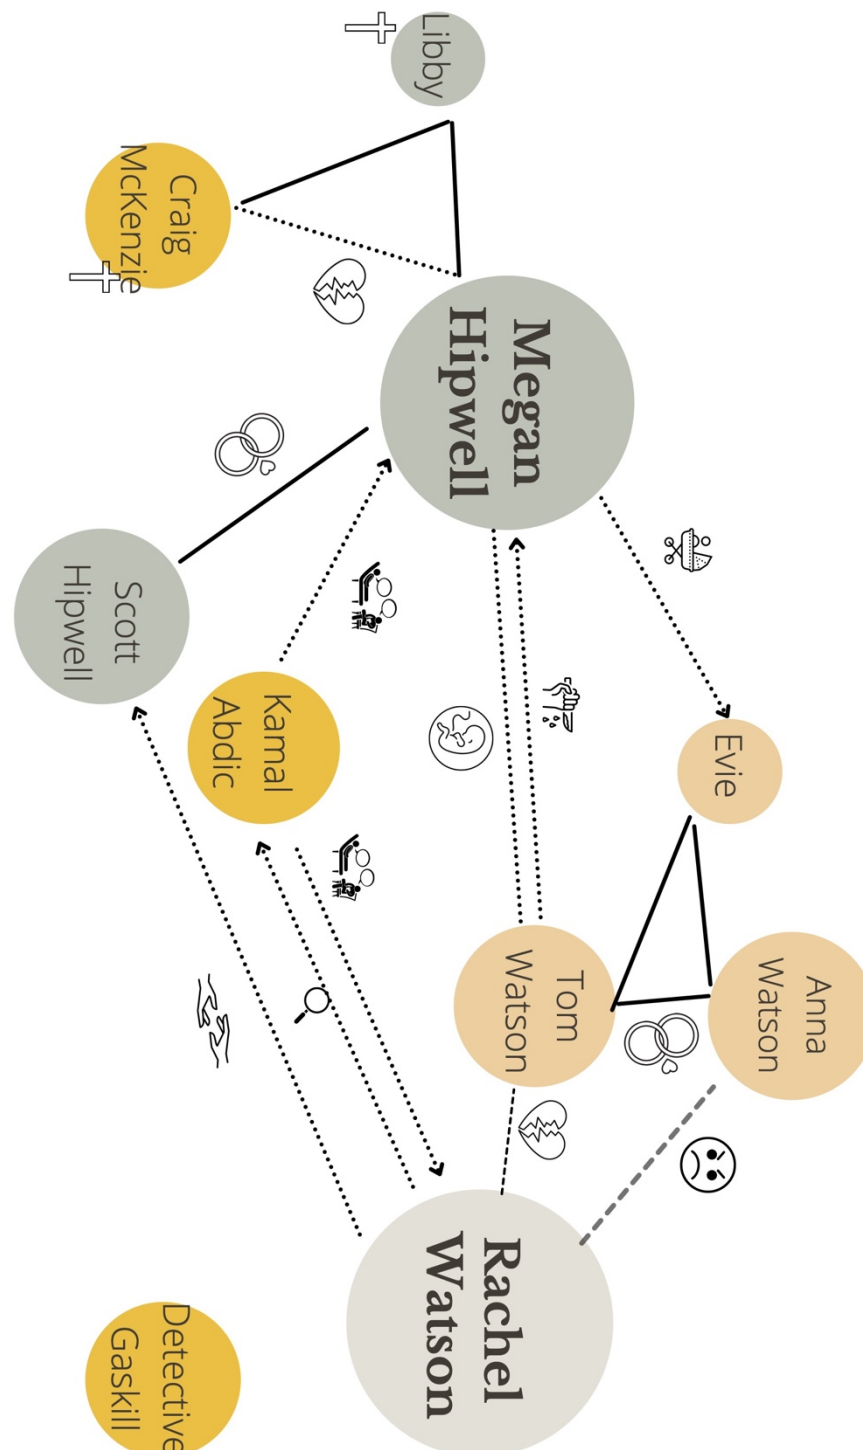 Anna
Watson
Evie
Tom
Watson
Megan
Hipwell
Rachel
Watson
Libby
Kamal
Abdic
Craig
McKenzie
Detective
Gaskill
Scott
Hipwell